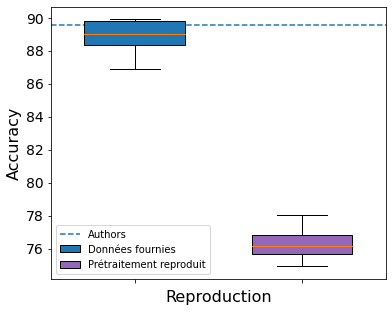 90
88
86
84
82
80
78
76
Accuracy
Authors
Données fournies
Prétraitement reproduit
Reproduction